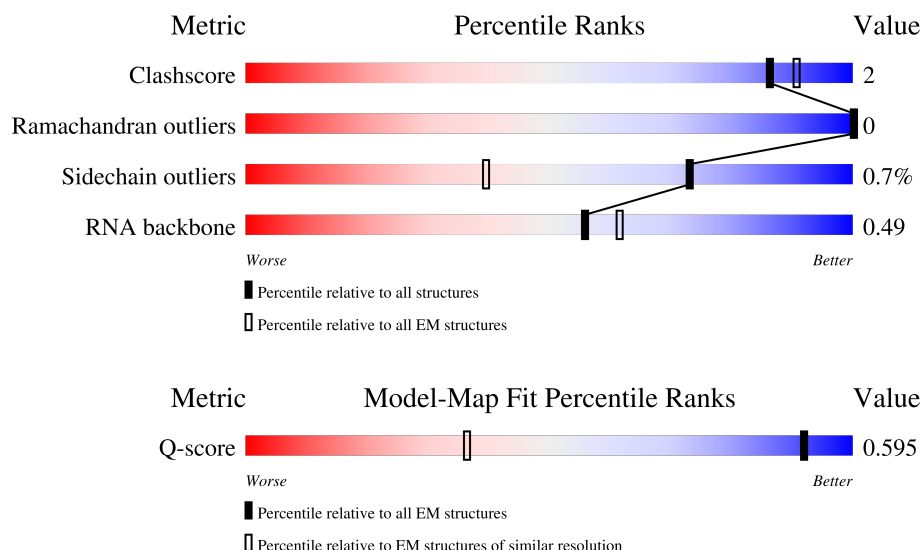 Metric Percentile Ranks Value
Clashscore 2
Ramachandran outliers 0
Sidechain outliers 0.7%
RNA backbone 0.49
Worse Better
Percentile relative to all structures
Percentile relative to all EM structures
Metric Model-Map Fit Percentile Ranks Value
Q-score 0.595
Worse Better
Percentile relative to all EM structures
Percentile relative to EM structures of similar resolution